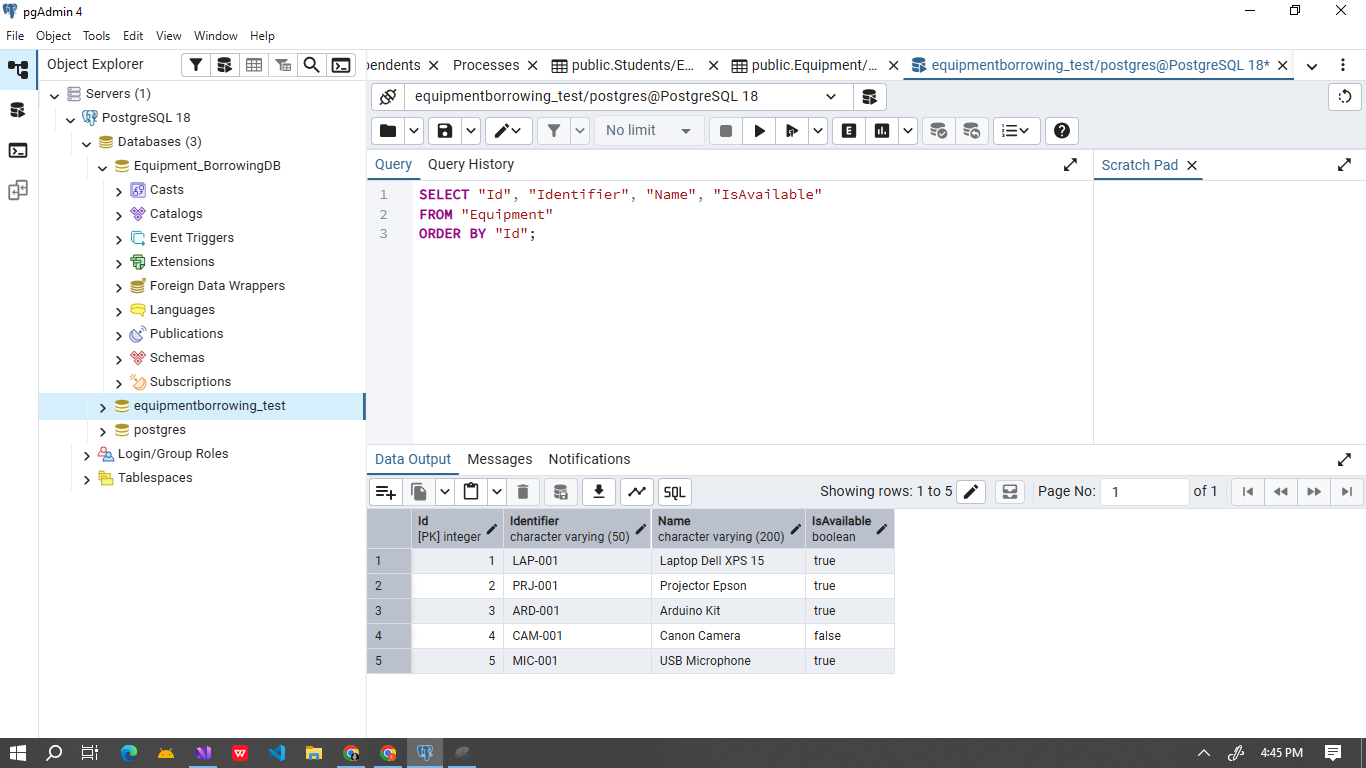 pgAdmin 4
File Object Tools Edit View Window Help
Object Explorer
pendents Processes public.Students/E... public.Equipment/... equipmentborrowing_test/postgres@PostgreSQL 18*
Servers (1)
PostgreSQL 18
Databases (3)
Equipment_BorrowingDB
Casts
Catalogs
Event Triggers
Extensions
Foreign Data Wrappers
Languages
Publications
Schemas
Subscriptions
equipmentborrowing_test
postgres
Login/Group Roles
Tablespaces
equipmentborrowing_test/postgres@PostgreSQL 18
No limit
E
Query Query History
Scratch Pad
1 SELECT "Id", "Identifier", "Name", "IsAvailable"
2 FROM "Equipment"
3 ORDER BY "Id";
Data Output Messages Notifications
SQL Showing rows: 1 to 5 Page No: 1 of 1
Id Identifier Name IsAvailable
[PK] integer character varying (50) character varying (200) boolean
1 1 LAP-001 Laptop Dell XPS 15 true
2 2 PRJ-001 Projector Epson true
3 3 ARD-001 Arduino Kit true
4 4 CAM-001 Canon Camera false
5 5 MIC-001 USB Microphone true
4:45 PM